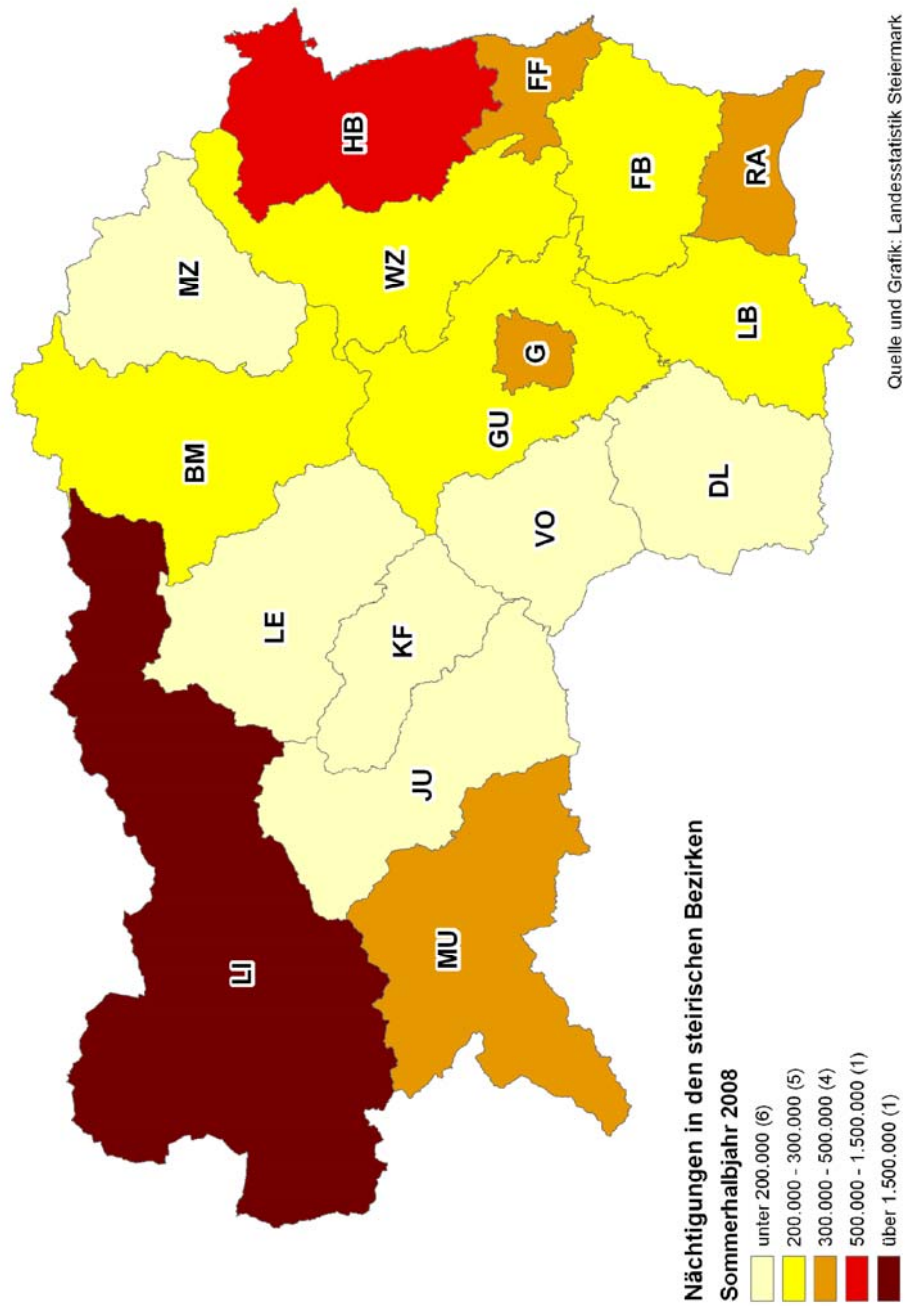 Nächtigungen in den steirischen Bezirken
Sommerhalbjahr 2008
unter 200.000 (6)
200.000 - 300.000 (5)
300.000 - 500.000 (4)
500.000 - 1.500.000 (1)
über 1.500.000 (1)
LI
MU
JU
KF
LE
BM
MZ
HB
WZ
FF
FB
RA
LB
G
GU
VO
DL
Quelle und Grafik: Landesstatistik Steiermark